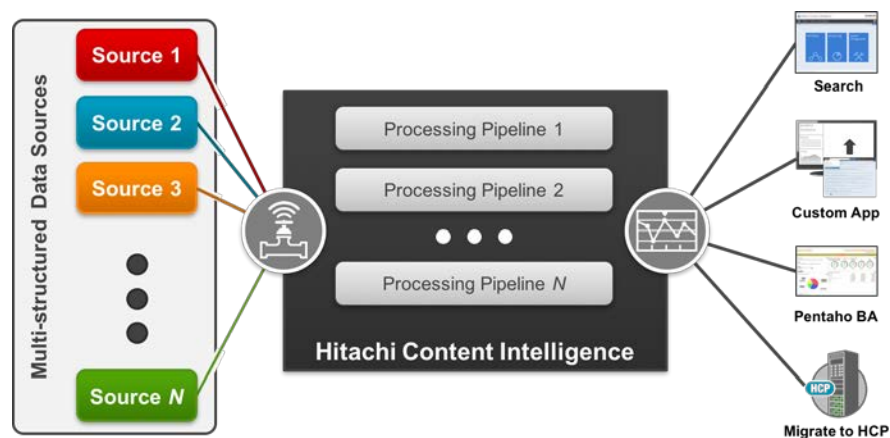 Multi-structured Data Sources
Source 1
Source 2
Source 3
Source N
Processing Pipeline 1
Processing Pipeline 2
Processing Pipeline N
Hitachi Content Intelligence
Search
Custom App
Pentaho BA
HCP
Migrate to HCP